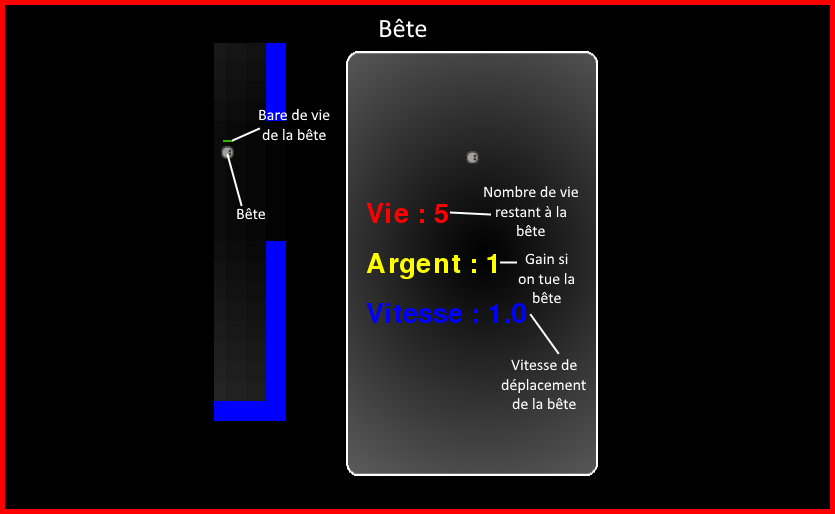 Bête
Bare de vie
de la bête
Bête
Vie : 5
Nombre de vie
restant à la
bête
Argent : 1
Gain si
on tue la
bête
Vitesse : 1.0
Vitesse de
déplacement
de la bête